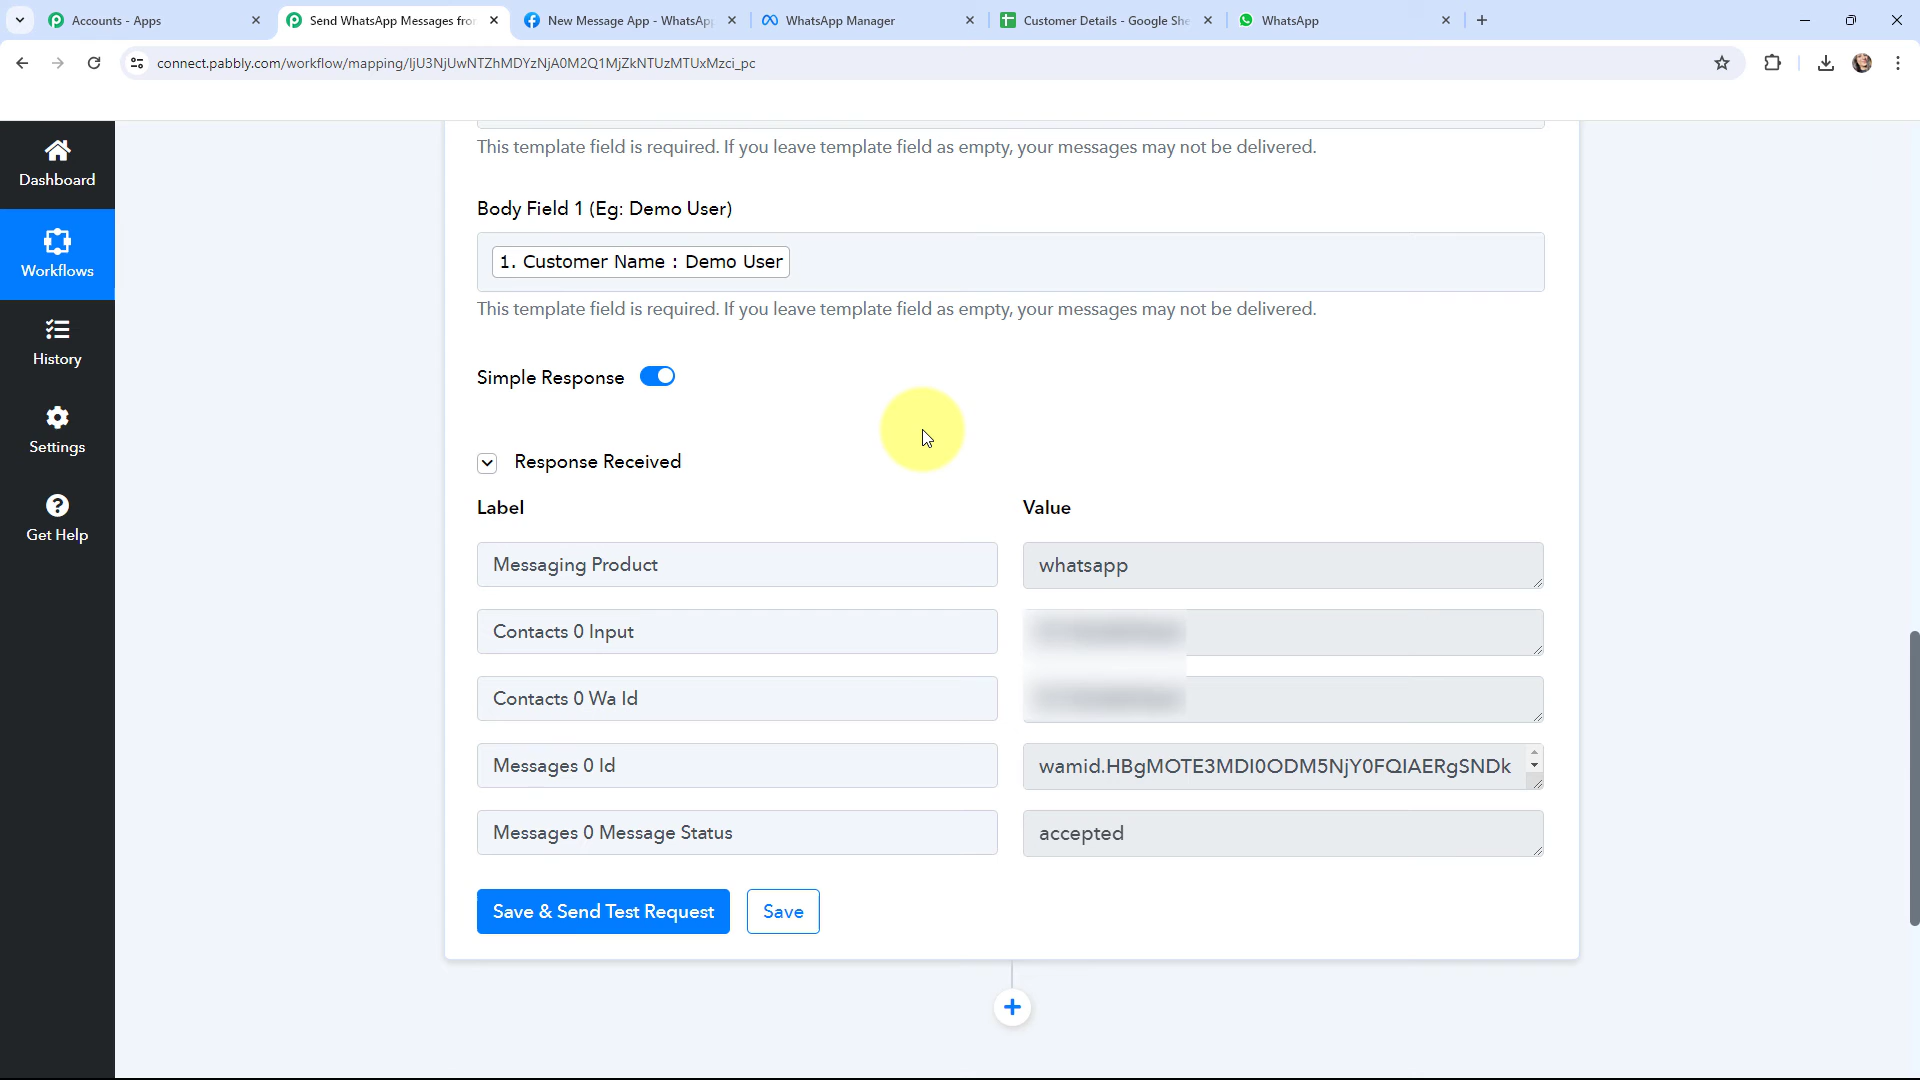 Accounts - Apps
Send WhatsApp Messages fro
New Message App - WhatsAp
WhatsApp Manager
Customer Details - Google She
WhatsApp
connect.pabbly.com/workflow/mapping/IjU3NjUwNTZhMDYzNjA0M2Q1MjZkNTUzMTUxMzci_pc
This template field is required. If you leave template field as empty, your messages may not be delivered.
Dashboard
Body Field 1 (Eg: Demo User)
1. Customer Name : Demo User
Workflows
This template field is required. If you leave template field as empty, your messages may not be delivered.
History
Simple Response
Settings
Response Received
Label Value
Get Help
Messaging Product whatsapp
Contacts 0 Input
Contacts 0 Wa Id
Messages 0 Id wamid.HBgMOTE3MDI0ODM5NjY0FQIAERgSNDk
Messages 0 Message Status accepted
Save & Send Test Request Save